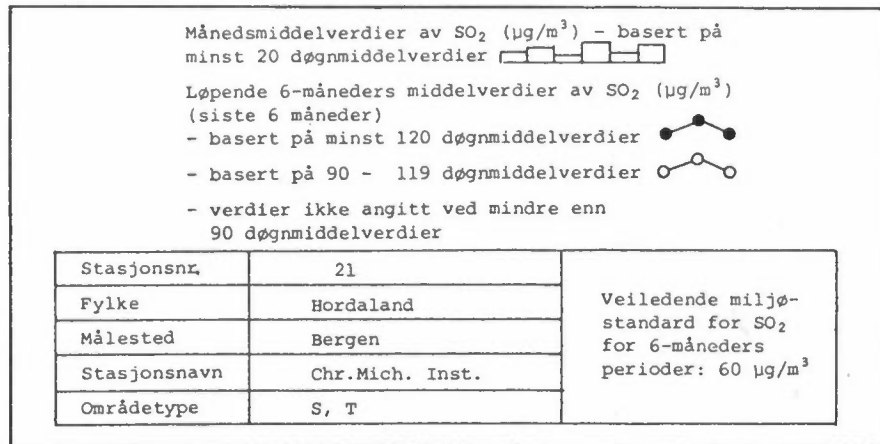 Månedsmiddelverdier av SO₂ (µg/m³) - basert på
minst 20 døgnmiddelverdier
Løpende 6-måneders middelverdier av SO₂ (µg/m³)
(siste 6 måneder)
- basert på minst 120 døgnmiddelverdier
- basert på 90 - 119 døgnmiddelverdier
- verdier ikke angitt ved mindre enn
90 døgnmiddelverdier
Stasjonsnr. 21
Fylke Hordaland
Målested Bergen
Stasjonsnavn Chr.Mich. Inst.
Områdetype S, T
Veiledende miljø-
standard for SO₂
for 6-måneders
perioder: 60 µg/m³